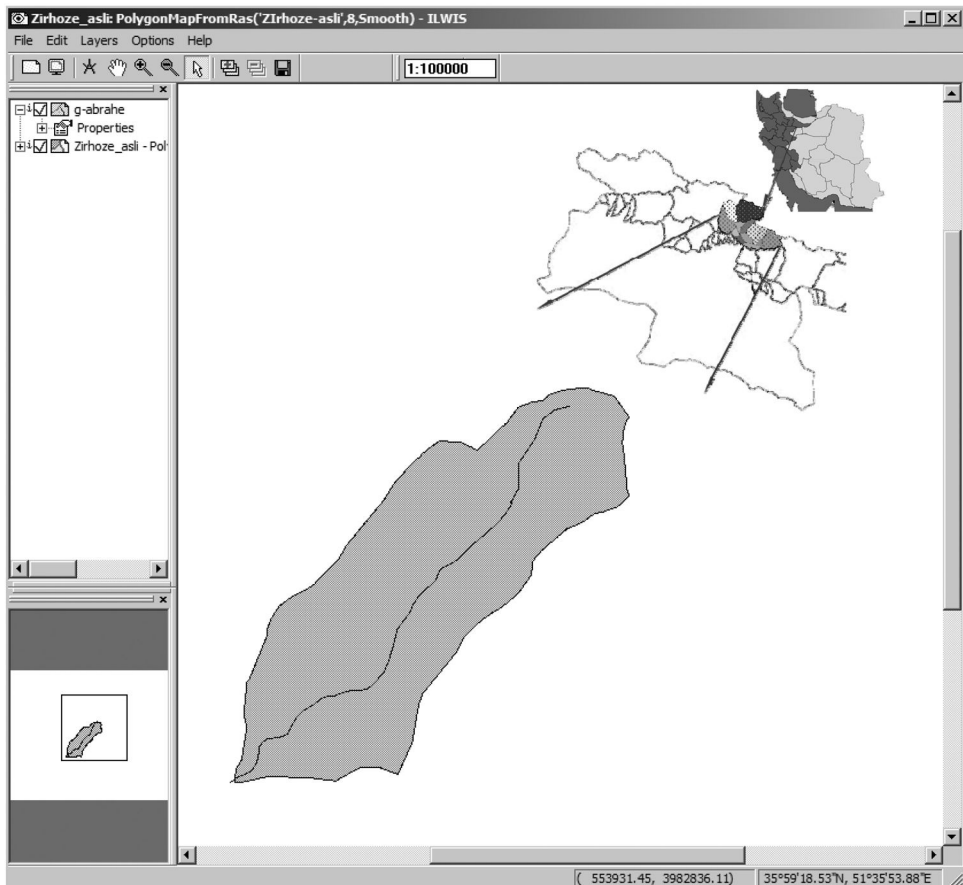 Zirhoze_asli: PolygonMapFromRas('ZIrhoze-asli',8,Smooth) - ILWIS
File Edit Layers Options Help
1:100000
g-abrahe
Properties
Zirhoze_asli - Pol
( 553931.45, 3982836.11) 35°59'18.53"N, 51°35'53.88"E